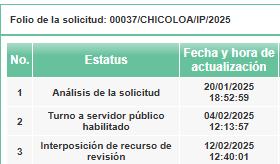 Folio de la solicitud: 00037/CHICOLOA/IP/2025
No. Estatus Fecha y hora de actualización
1 Análisis de la solicitud 20/01/2025 18:52:59
2 Turno a servidor público habilitado 04/02/2025 12:13:57
3 Interposición de recurso de revisión 12/02/2025 12:40:01